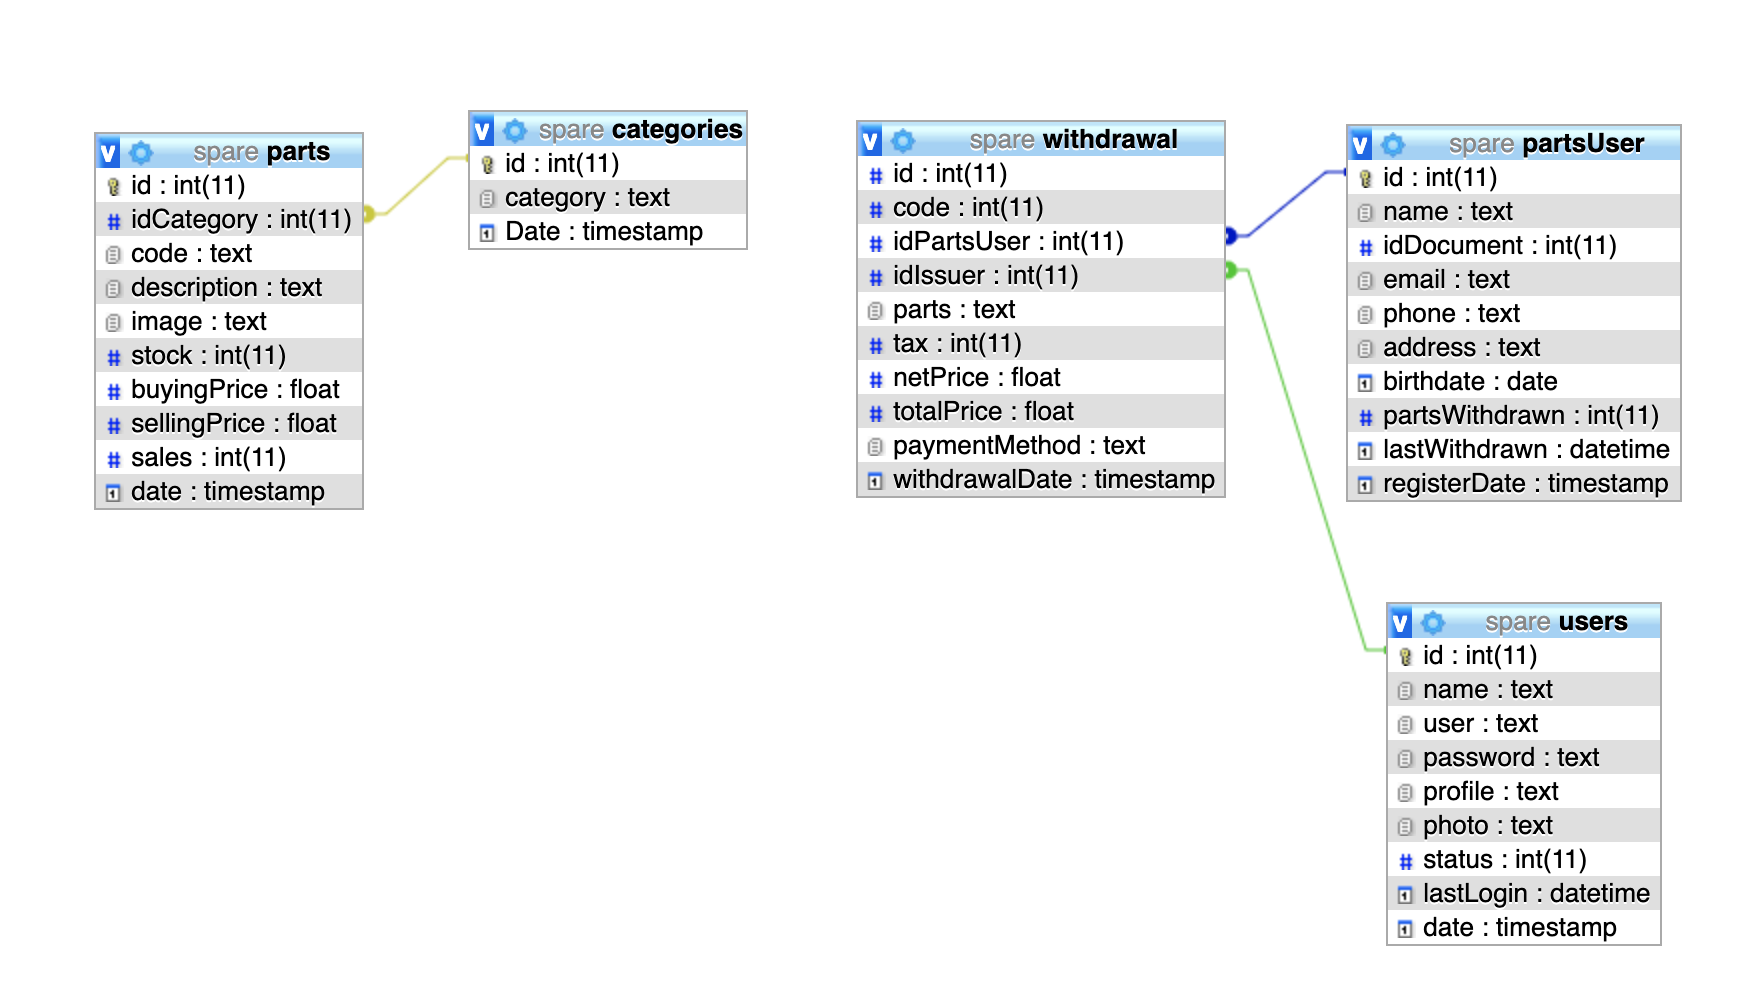 v spare parts
id : int(11)
idCategory : int(11)
code : text
description : text
image : text
stock : int(11)
buyingPrice : float
sellingPrice : float
sales : int(11)
date : timestamp
v spare categories
id : int(11)
category : text
Date : timestamp
v spare withdrawal
id : int(11)
code : int(11)
idPartsUser : int(11)
idIssuer : int(11)
parts : text
tax : int(11)
netPrice : float
totalPrice : float
paymentMethod : text
withdrawalDate : timestamp
v spare partsUser
id : int(11)
name : text
idDocument : int(11)
email : text
phone : text
address : text
birthdate : date
partsWithdrawn : int(11)
lastWithdrawn : datetime
registerDate : timestamp
v spare users
id : int(11)
name : text
user : text
password : text
profile : text
photo : text
status : int(11)
lastLogin : datetime
date : timestamp